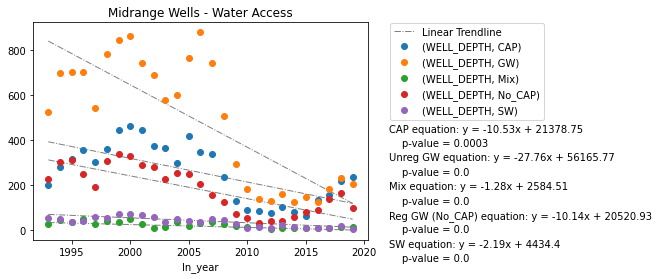 Midrange Wells - Water Access
800
600
400
200
0
1995
2000
2005
2010
2015
2020
ln_year
Linear Trendline
(WELL_DEPTH, CAP)
(WELL_DEPTH, GW)
(WELL_DEPTH, Mix)
(WELL_DEPTH, No_CAP)
(WELL_DEPTH, SW)
CAP equation: y = -10.53x + 21378.75
p-value = 0.0003
Unreg GW equation: y = -27.76x + 56165.77
p-value = 0.0
Mix equation: y = -1.28x + 2584.51
p-value = 0.0
Reg GW (No_CAP) equation: y = -10.14x + 20520.93
p-value = 0.0
SW equation: y = -2.19x + 4434.4
p-value = 0.0